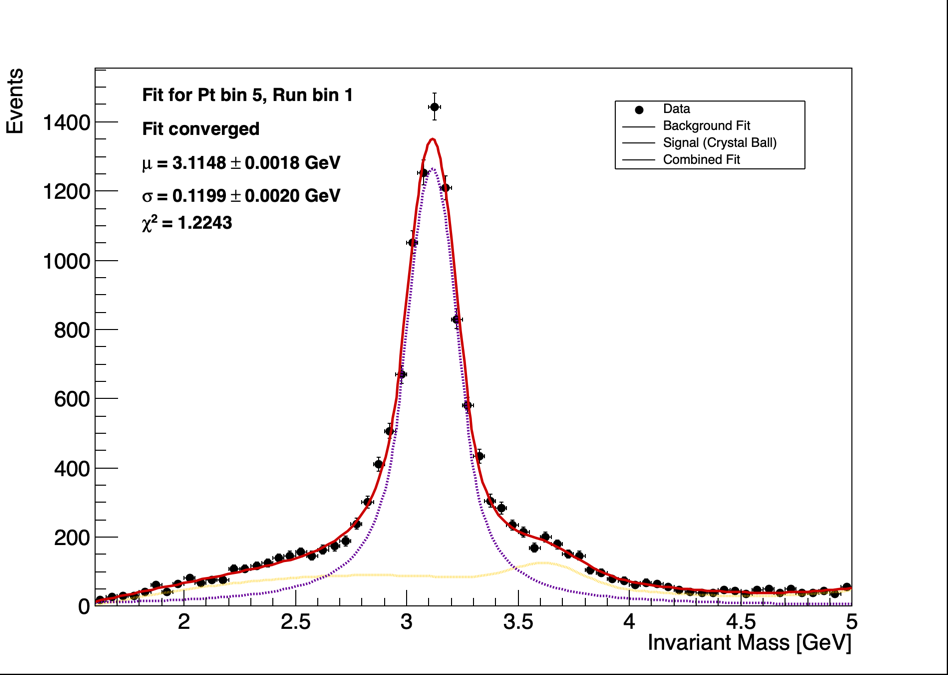 Events
Fit for Pt bin 5, Run bin 1
Fit converged
μ = 3.1148 ± 0.0018 GeV
σ = 0.1199 ± 0.0020 GeV
χ² = 1.2243
Data
Background Fit
Signal (Crystal Ball)
Combined Fit
1400
1200
1000
800
600
400
200
0
2
2.5
3
3.5
4
4.5
5
Invariant Mass [GeV]